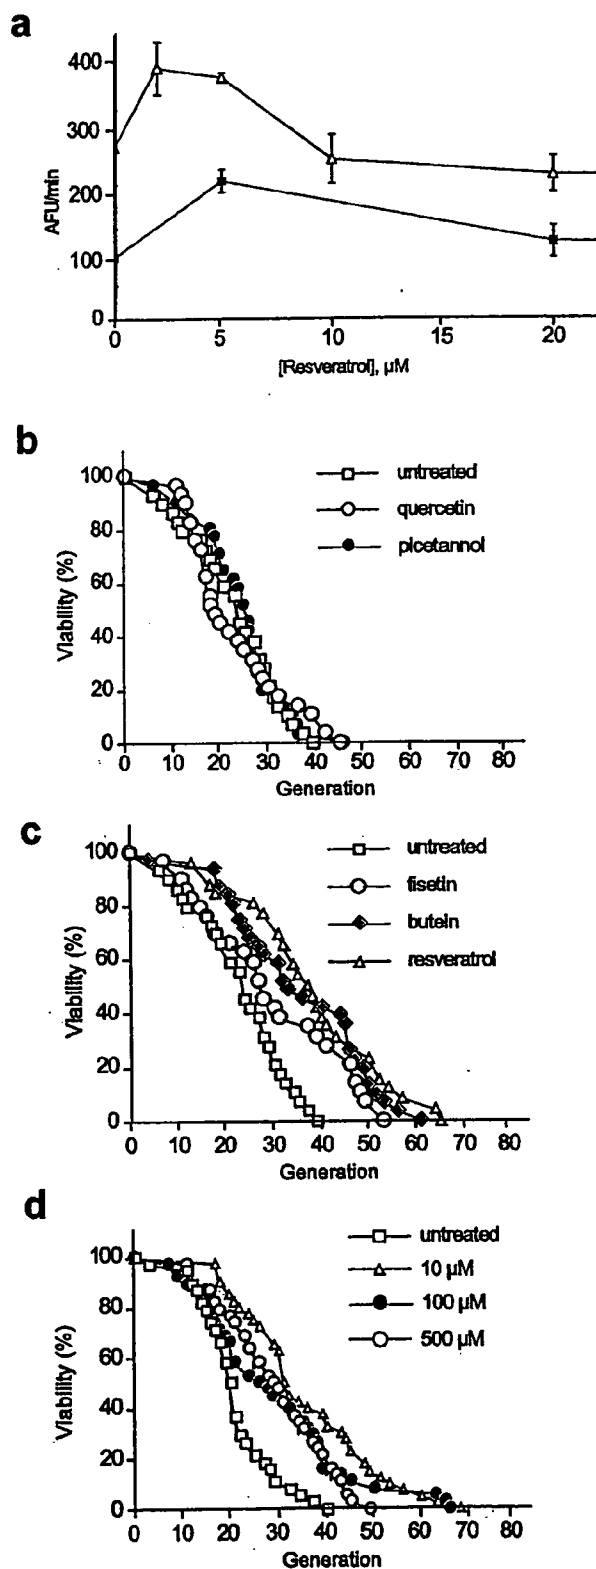 a
400
300
200
100
0
AFU/min
0 5 10 15 20
[Resveratrol], µM
b
100
80
60
40
20
0
Viability (%)
untreated
quercetin
picetannol
0 10 20 30 40 50 60 70 80
Generation
c
100
80
60
40
20
0
Viability (%)
untreated
fisetin
butein
resveratrol
0 10 20 30 40 50 60 70 80
Generation
d
100
80
60
40
20
0
Viability (%)
untreated
10 µM
100 µM
500 µM
0 10 20 30 40 50 60 70 80
Generation